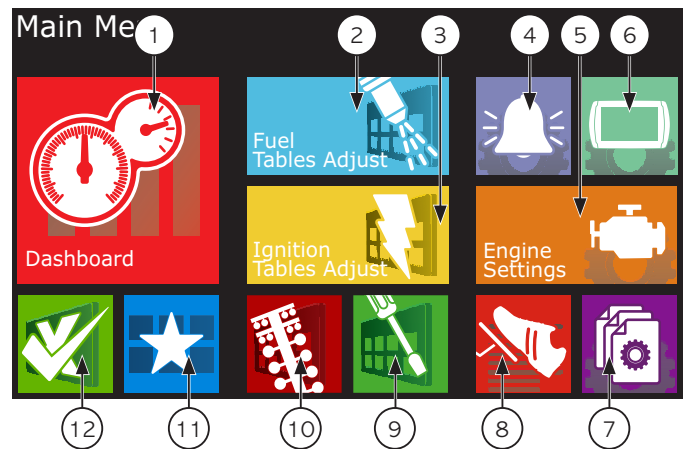 Main Me
1 2 3 4 5 6
Fuel
Tables Adjust
Dashboard
Ignition
Tables Adjust
Engine
Settings
12 11 10 9 8 7